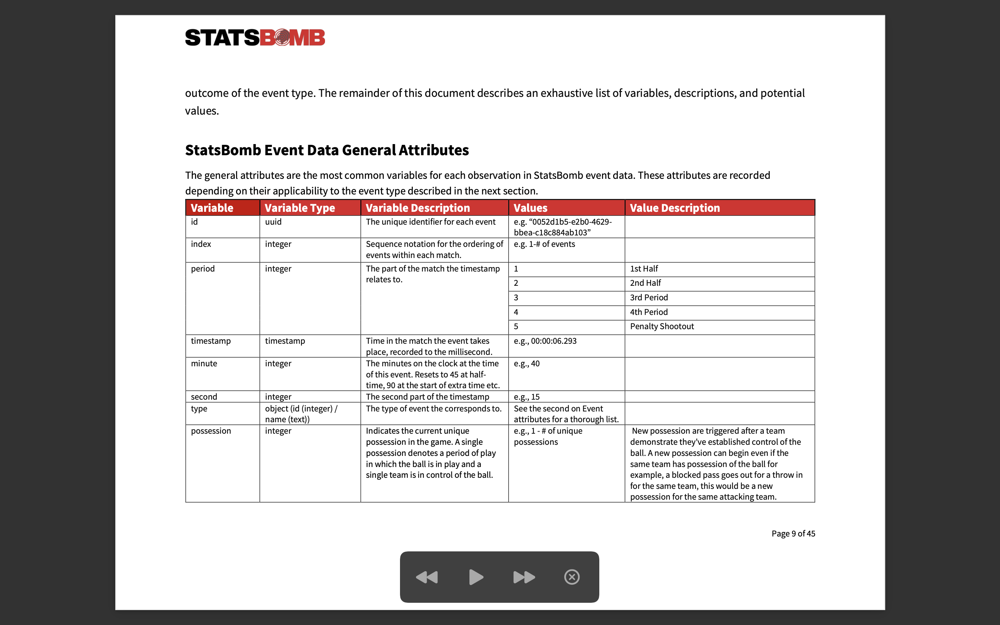 STATSBOMB
outcome of the event type. The remainder of this document describes an exhaustive list of variables, descriptions, and potential
values.
StatsBomb Event Data General Attributes
The general attributes are the most common variables for each observation in StatsBomb event data. These attributes are recorded
depending on their applicability to the event type described in the next section.
Variable Variable Type Variable Description Values Value Description
id uuid The unique identifier for each event e.g. “0052d1b5-e2b0-4629-
bbea-c18c884ab103”
index integer Sequence notation for the ordering of e.g. 1-# of events
events within each match.
period integer The part of the match the timestamp 1 1st Half
relates to.
2 2nd Half
3 3rd Period
4 4th Period
5 Penalty Shootout
timestamp timestamp Time in the match the event takes e.g., 00:00:06.293
place, recorded to the millisecond.
minute integer The minutes on the clock at the time e.g., 40
of this event. Resets to 45 at half-
time, 90 at the start of extra time etc.
second integer The second part of the timestamp e.g., 15
type object (id (integer) / The type of event the corresponds to. See the second on Event
name (text)) attributes for a thorough list.
possession integer Indicates the current unique e.g., 1 - # of unique New possession are triggered after a team
possession in the game. A single possessions demonstrate they've established control of the
possession denotes a period of play ball. A new possession can begin even if the
in which the ball is in play and a same team has possession of the ball for
single team is in control of the ball. example, a blocked pass goes out for a throw in
for the same team, this would be a new
possession for the same attacking team.
Page 9 of 45